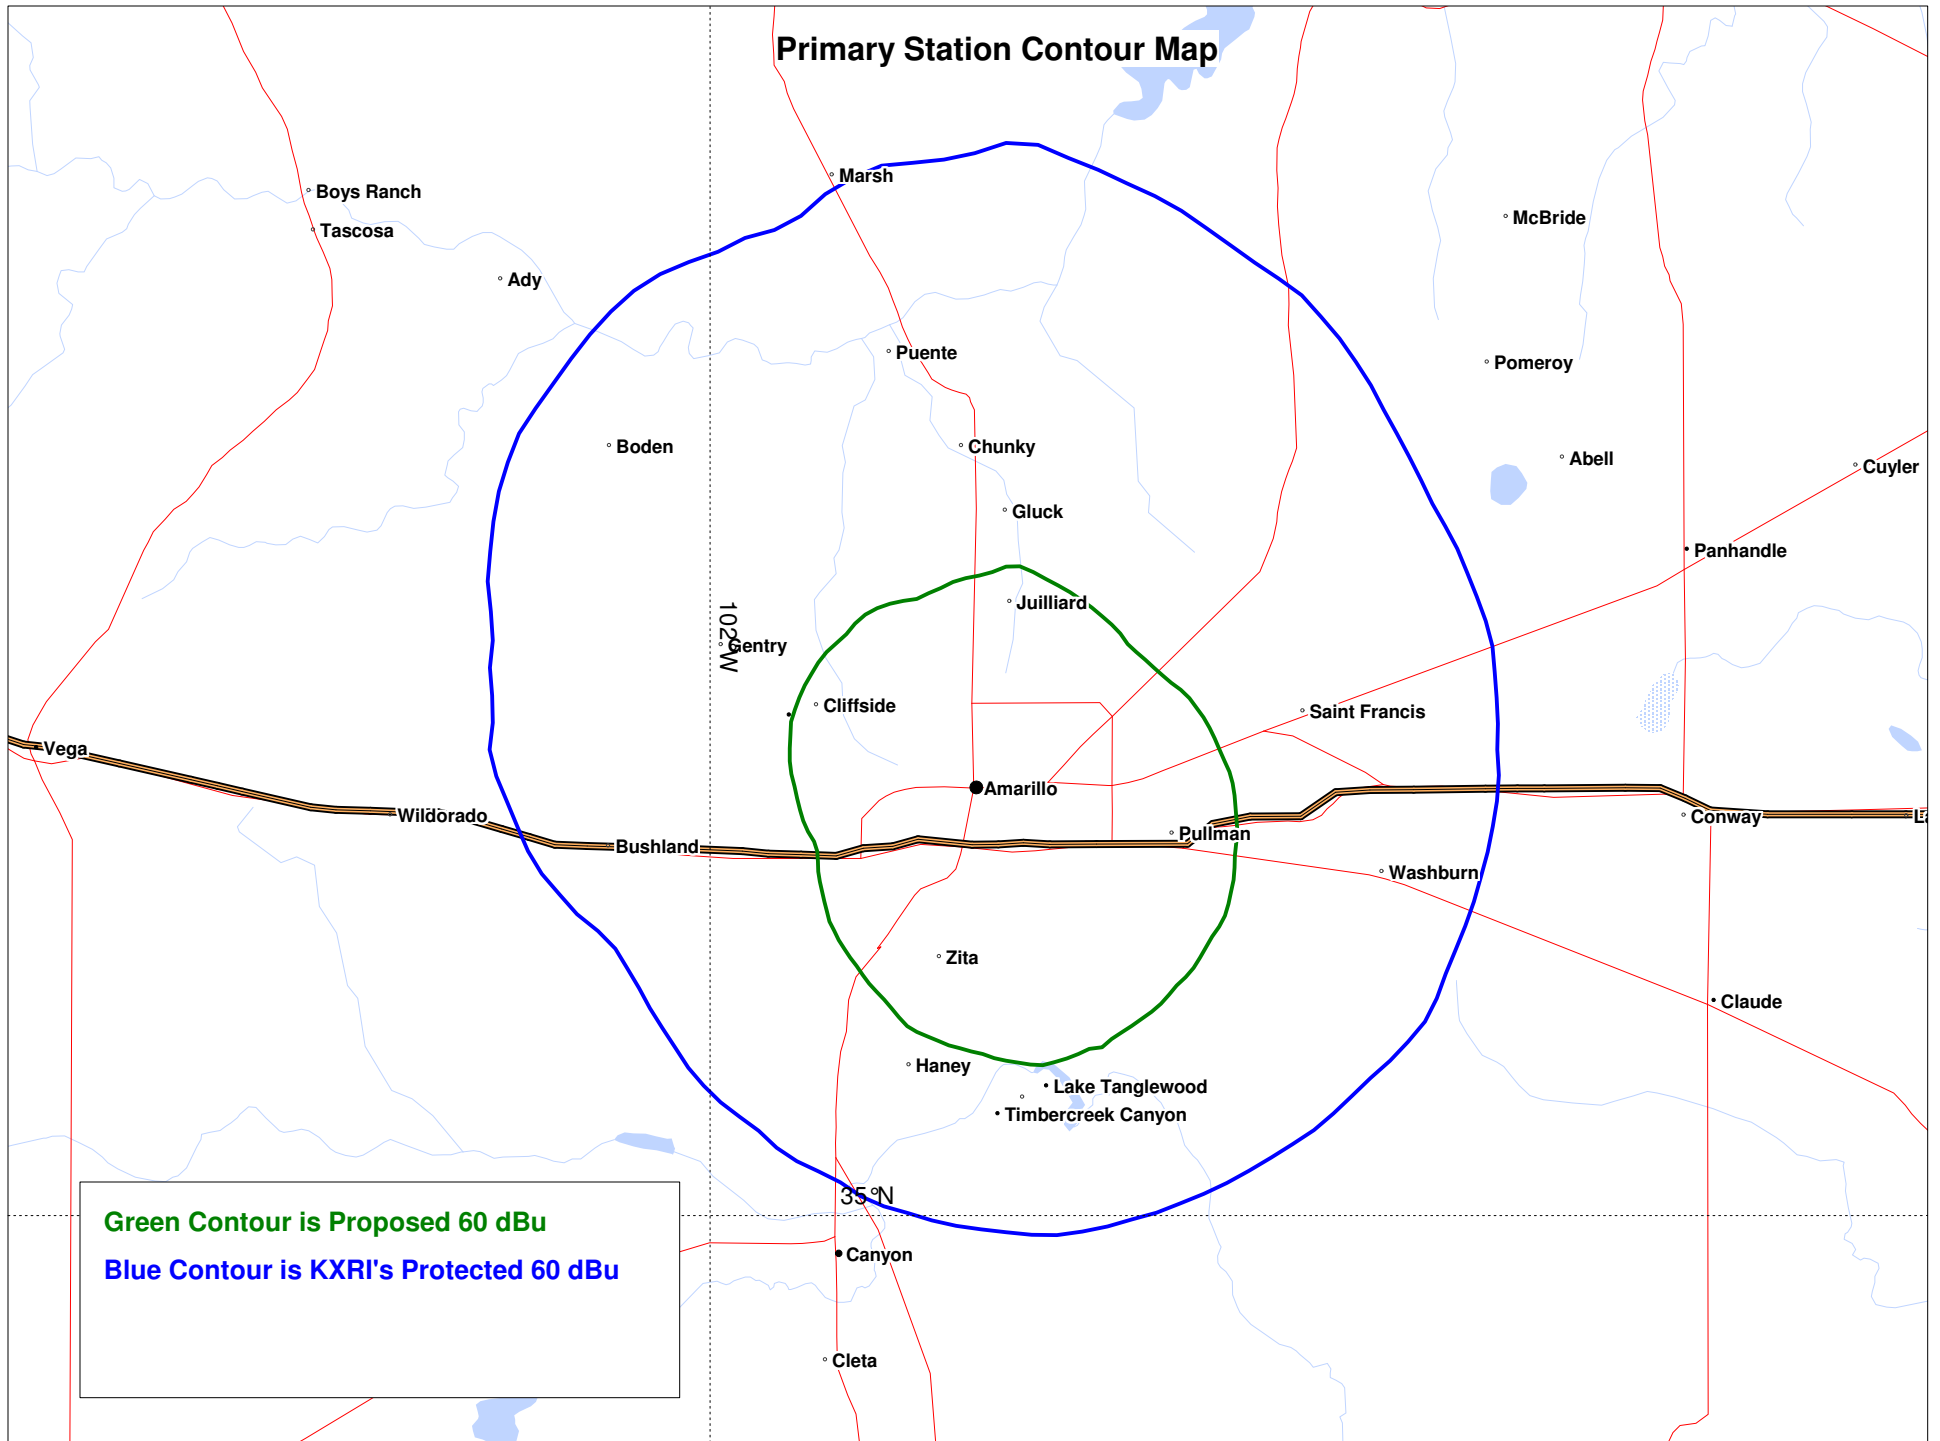 Primary Station Contour Map
Marsh
Boys Ranch
McBride
Tascosa
Ady
Puente
Pomeroy
Boden
Chunky
Abell
Cuyler
Gluck
Panhandle
Juilliard
102°W
Gentry
Cliffside
Saint Francis
Vega
Amarillo
Wildorado
Conway
La
Pullman
Bushland
Washburn
Zita
Claude
Haney
Lake Tanglewood
Timbercreek Canyon
35°N
Green Contour is Proposed 60 dBu
Canyon
Blue Contour is KXRI's Protected 60 dBu
Cleta